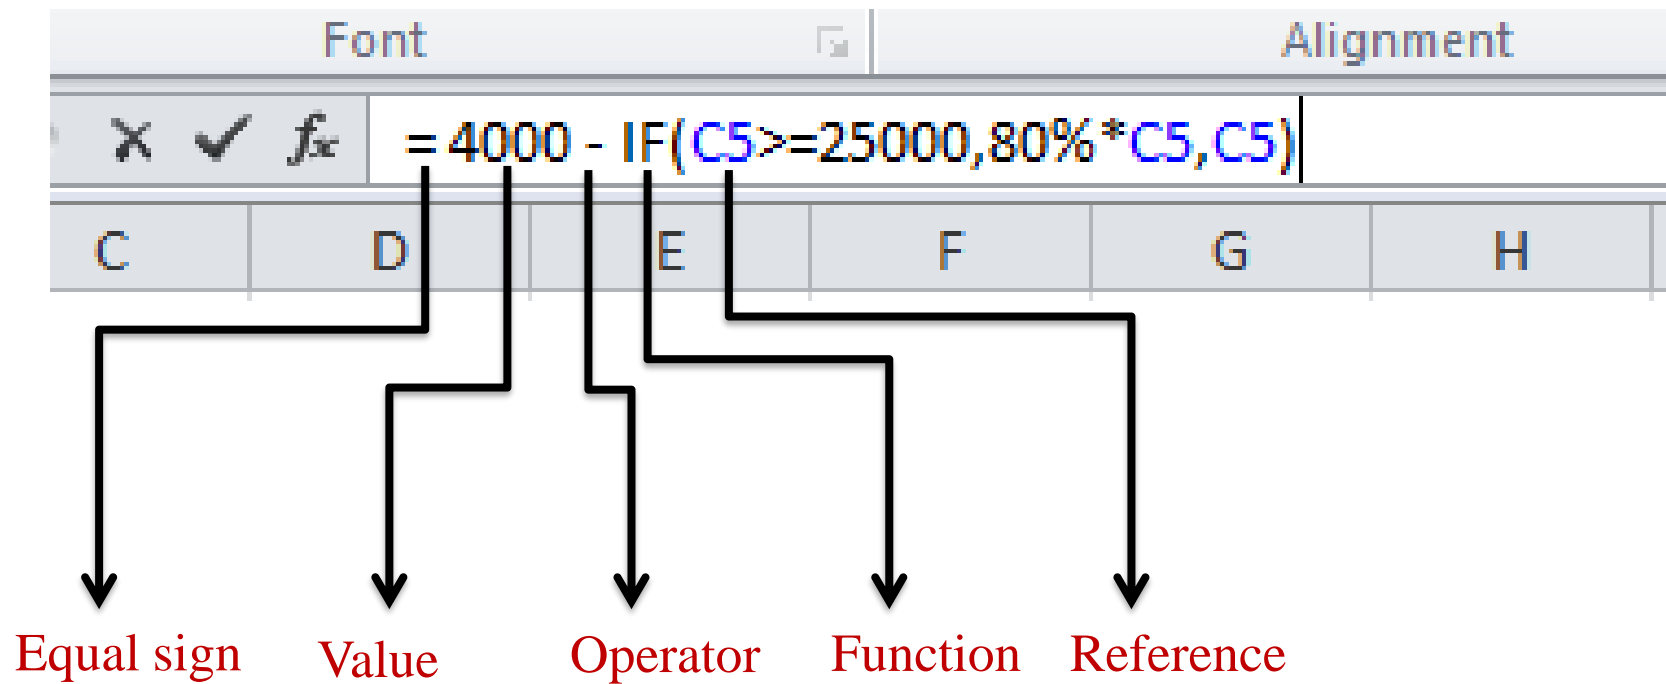 Font Alignment
fx = 4000 - IF(C5>=25000,80%*C5,C5)
C D E F G H
Equal sign Value Operator Function Reference